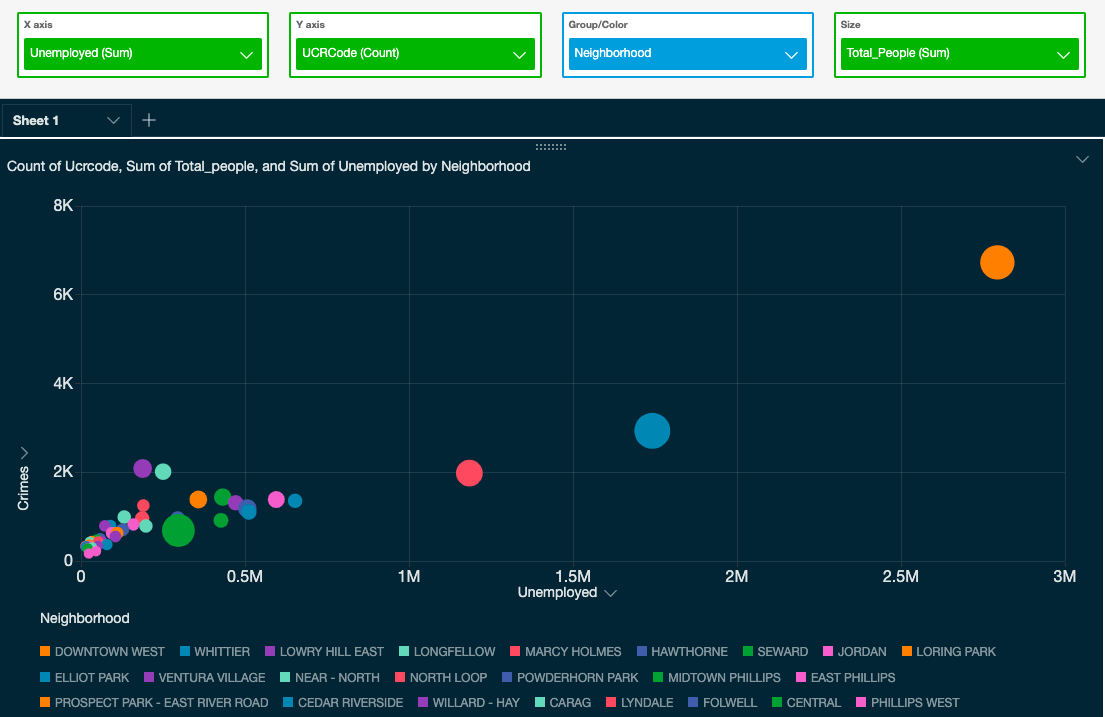 X axis Y axis Group/Color Size
Unemployed (Sum) UCRCode (Count) Neighborhood Total_People (Sum)
Sheet 1
Count of Ucrcode, Sum of Total_people, and Sum of Unemployed by Neighborhood
8K
6K
4K
2K
0
Crimes
0 0.5M 1M 1.5M 2M 2.5M 3M
Unemployed
Neighborhood
DOWNTOWN WEST WHITTIER LOWRY HILL EAST LONGFELLOW MARCY HOLMES HAWTHORNE SEWARD JORDAN LORING PARK
ELLIOT PARK VENTURA VILLAGE NEAR - NORTH NORTH LOOP POWDERHORN PARK MIDTOWN PHILLIPS EAST PHILLIPS
PROSPECT PARK - EAST RIVER ROAD CEDAR RIVERSIDE WILLARD - HAY CARAG LYNDALE FOLWELL CENTRAL PHILLIPS WEST